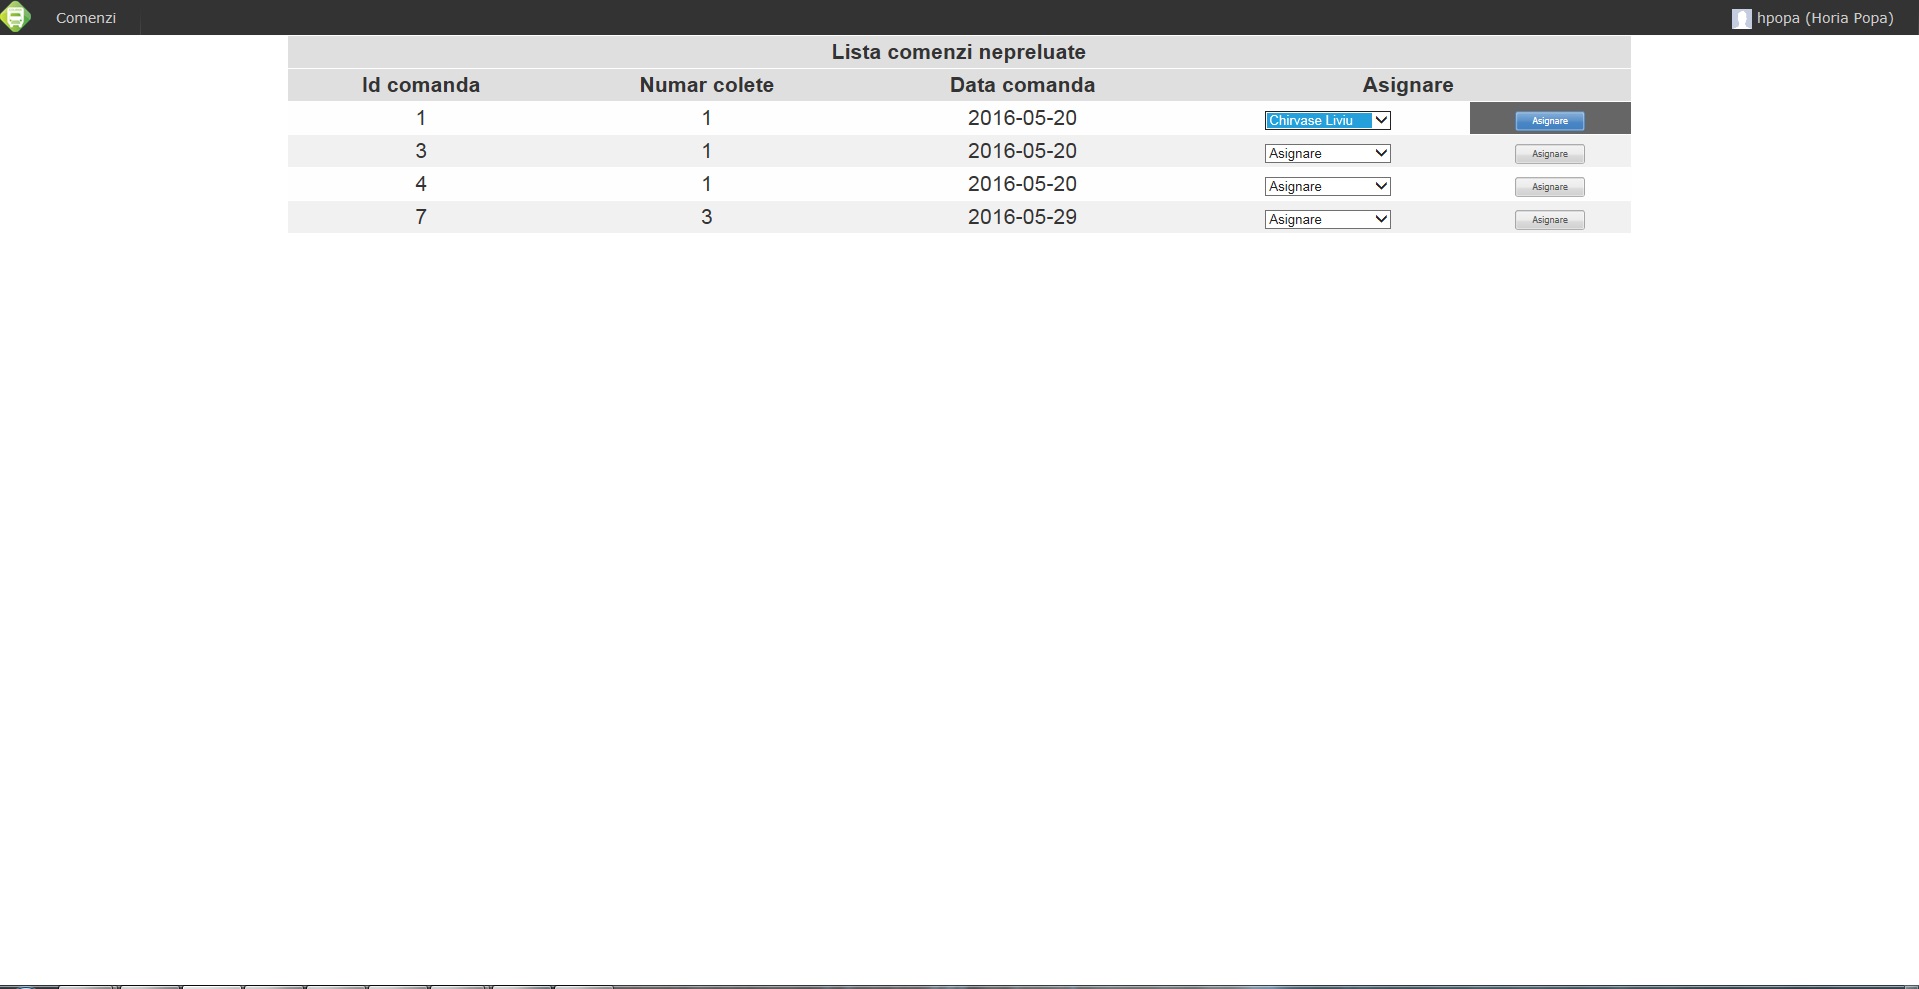 Comenzi hpopa (Horia Popa)
Lista comenzi nepreluate
Id comanda Numar colete Data comanda Asignare
1 1 2016-05-20 Chirvase Liviu Asignare
3 1 2016-05-20 Asignare Asignare
4 1 2016-05-20 Asignare Asignare
7 3 2016-05-29 Asignare Asignare